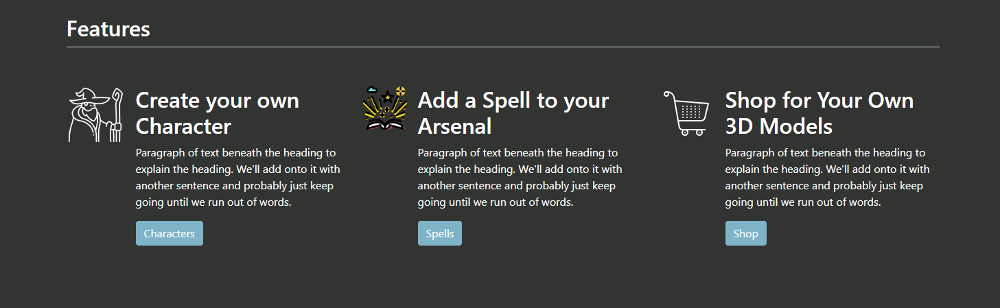 Features
Create your own
Character
Paragraph of text beneath the heading to
explain the heading. We'll add onto it with
another sentence and probably just keep
going until we run out of words.
Characters
Add a Spell to your
Arsenal
Paragraph of text beneath the heading to
explain the heading. We'll add onto it with
another sentence and probably just keep
going until we run out of words.
Spells
Shop for Your Own
3D Models
Paragraph of text beneath the heading to
explain the heading. We'll add onto it with
another sentence and probably just keep
going until we run out of words.
Shop